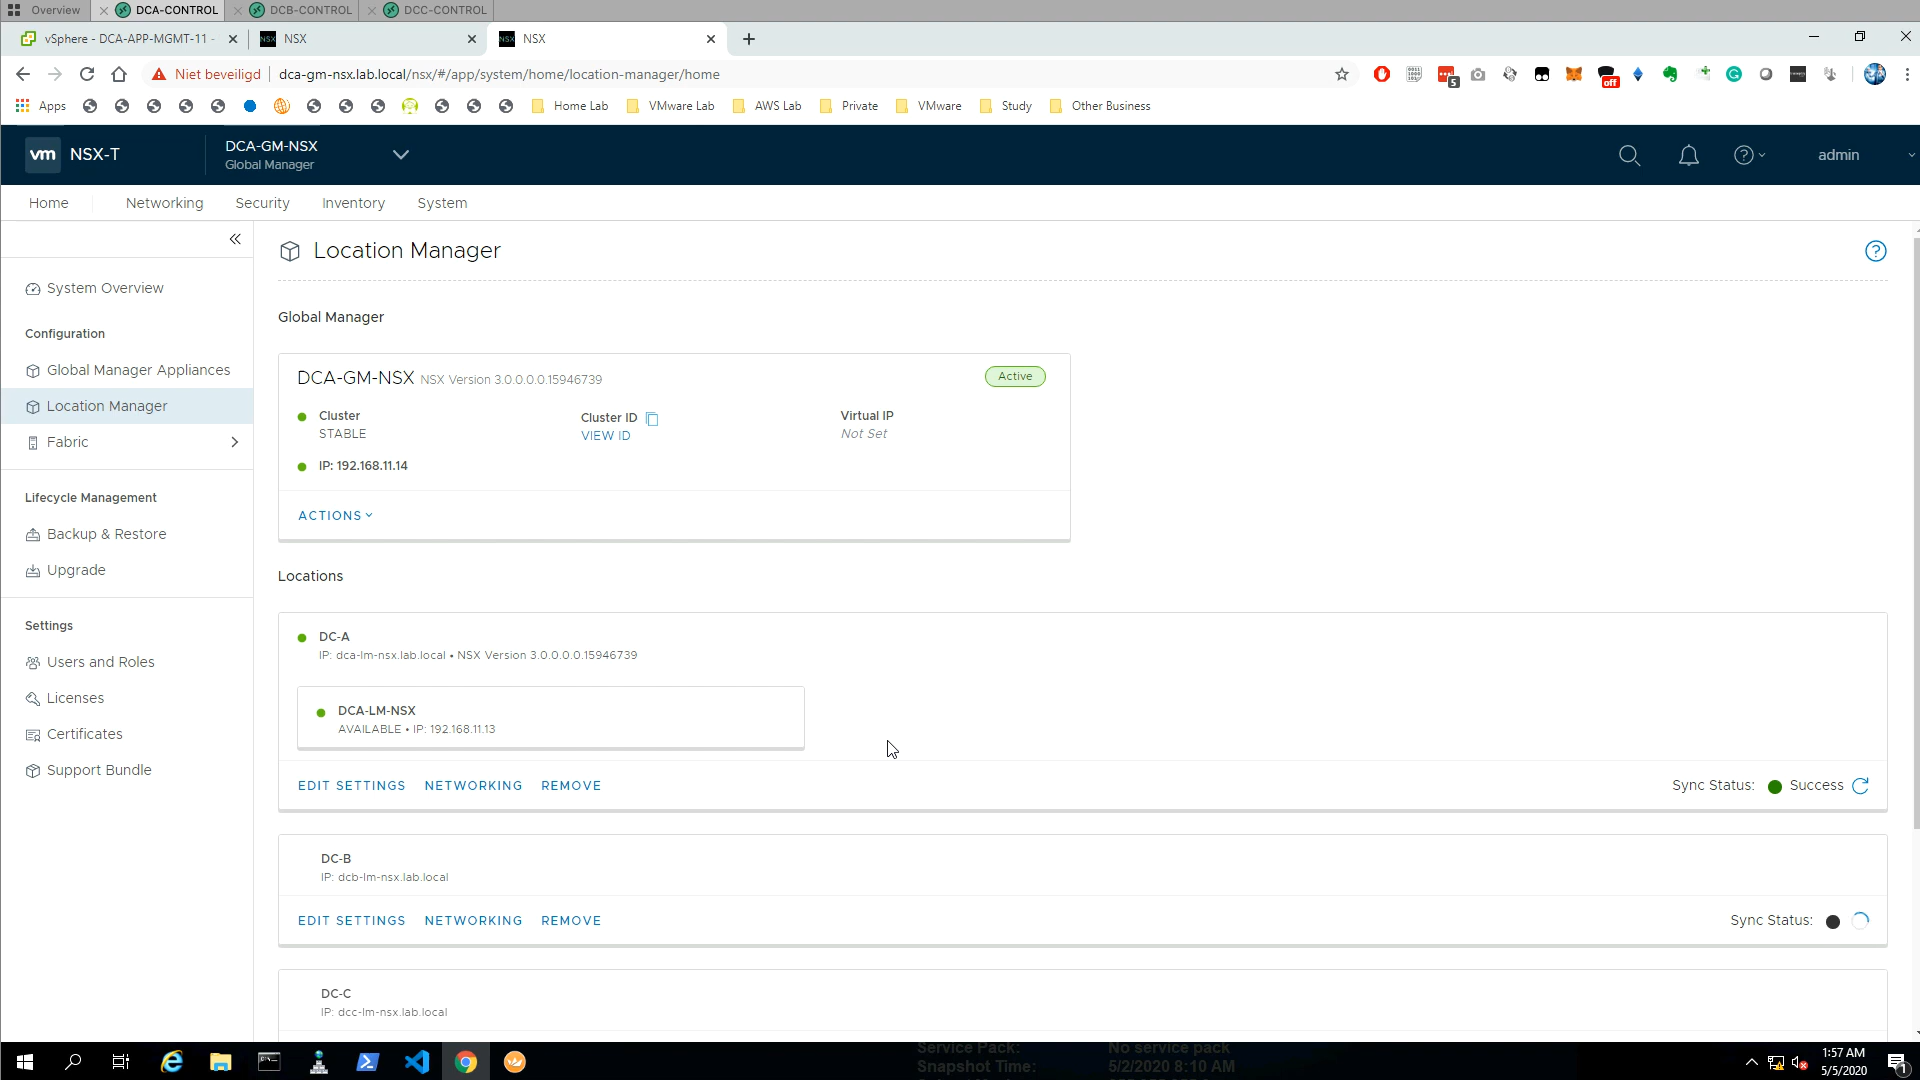 Overview DCA-CONTROL DCB-CONTROL DCC-CONTROL
vSphere - DCA-APP-MGMT-11 - NSX NSX
Niet beveiligd dca-gm-nsx.lab.local/nsx/#/app/system/home/location-manager/home
Apps Home Lab VMware Lab AWS Lab Private VMware Study Other Business
vm NSX-T DCA-GM-NSX
Global Manager
admin
Home Networking Security Inventory System
Location Manager
System Overview
Configuration
Global Manager Appliances
Location Manager
Fabric
Lifecycle Management
Backup & Restore
Upgrade
Settings
Users and Roles
Licenses
Certificates
Support Bundle
Global Manager
DCA-GM-NSX NSX Version 3.0.0.0.0.15946739 Active
Cluster Cluster ID Virtual IP
STABLE VIEW ID Not Set
IP: 192.168.11.14
ACTIONS
Locations
DC-A
IP: dca-lm-nsx.lab.local • NSX Version 3.0.0.0.0.15946739
DCA-LM-NSX
AVAILABLE • IP: 192.168.11.13
EDIT SETTINGS NETWORKING REMOVE Sync Status: Success
DC-B
IP: dcb-lm-nsx.lab.local
EDIT SETTINGS NETWORKING REMOVE Sync Status:
DC-C
IP: dcc-lm-nsx.lab.local
Service Pack: No service pack
Snapshot Time: 5/2/2020 8:10 AM
1:57 AM
5/5/2020